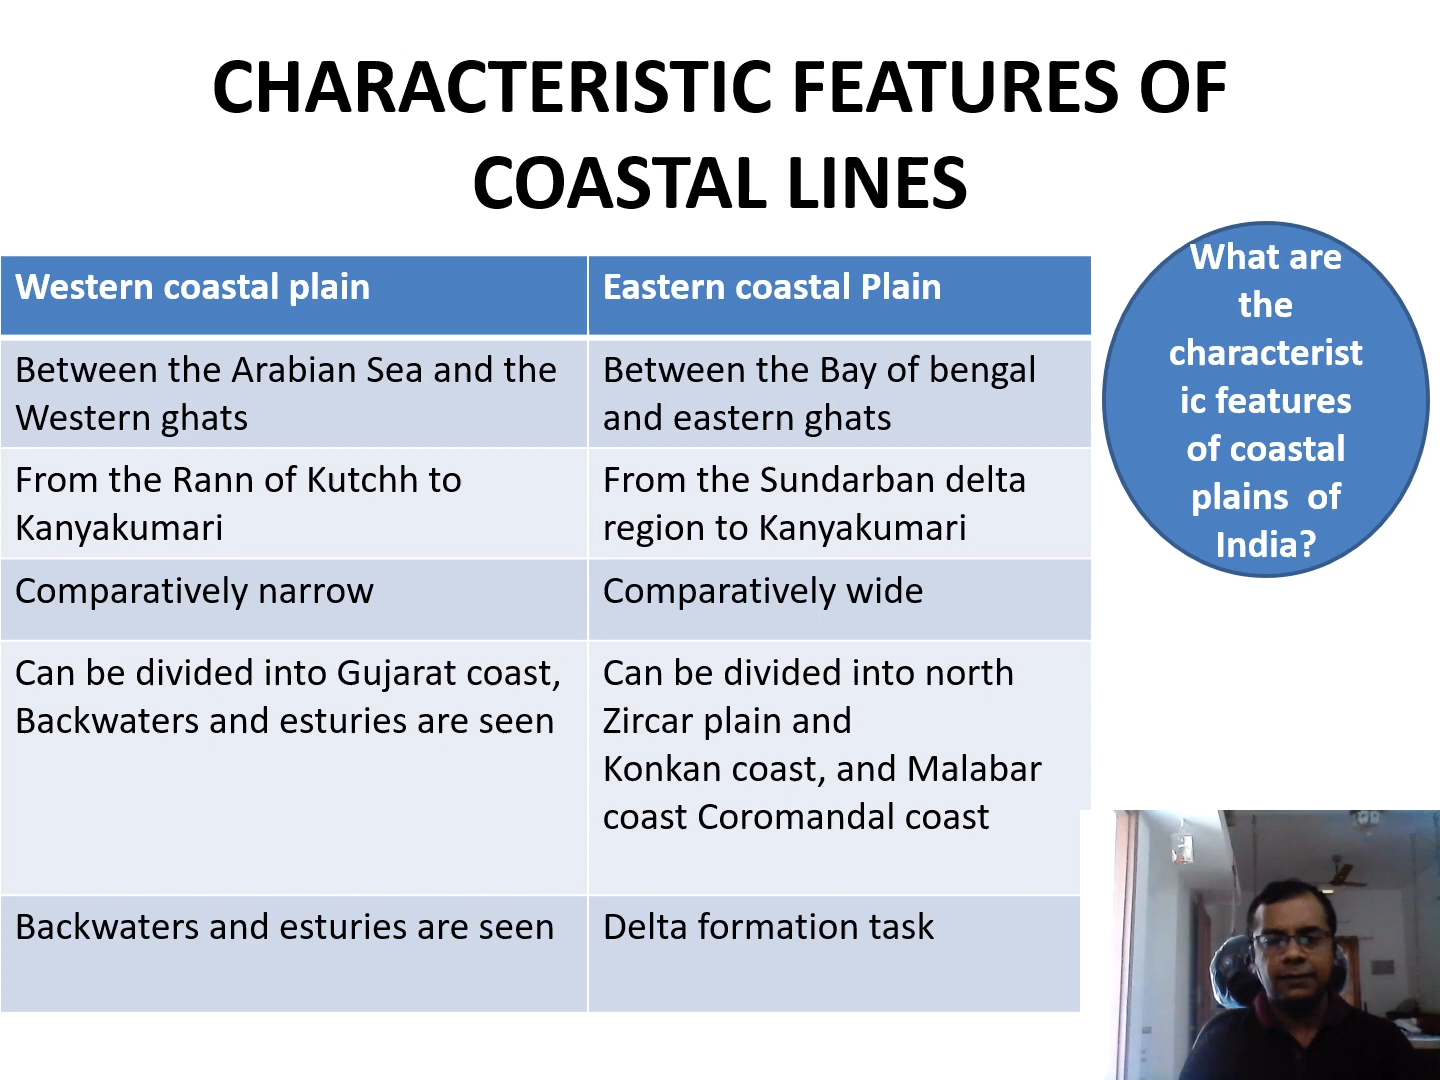 CHARACTERISTIC FEATURES OF
COASTAL LINES
Western coastal plain
Eastern coastal Plain
Between the Arabian Sea and the
Western ghats
Between the Bay of bengal
and eastern ghats
From the Rann of Kutchh to
Kanyakumari
From the Sundarban delta
region to Kanyakumari
Comparatively narrow
Comparatively wide
Can be divided into Gujarat coast,
Backwaters and esturies are seen
Can be divided into north
Zircar plain and
Konkan coast, and Malabar
coast Coromandal coast
Backwaters and esturies are seen
Delta formation task
What are
the
characterist
ic features
of coastal
plains  of
India?